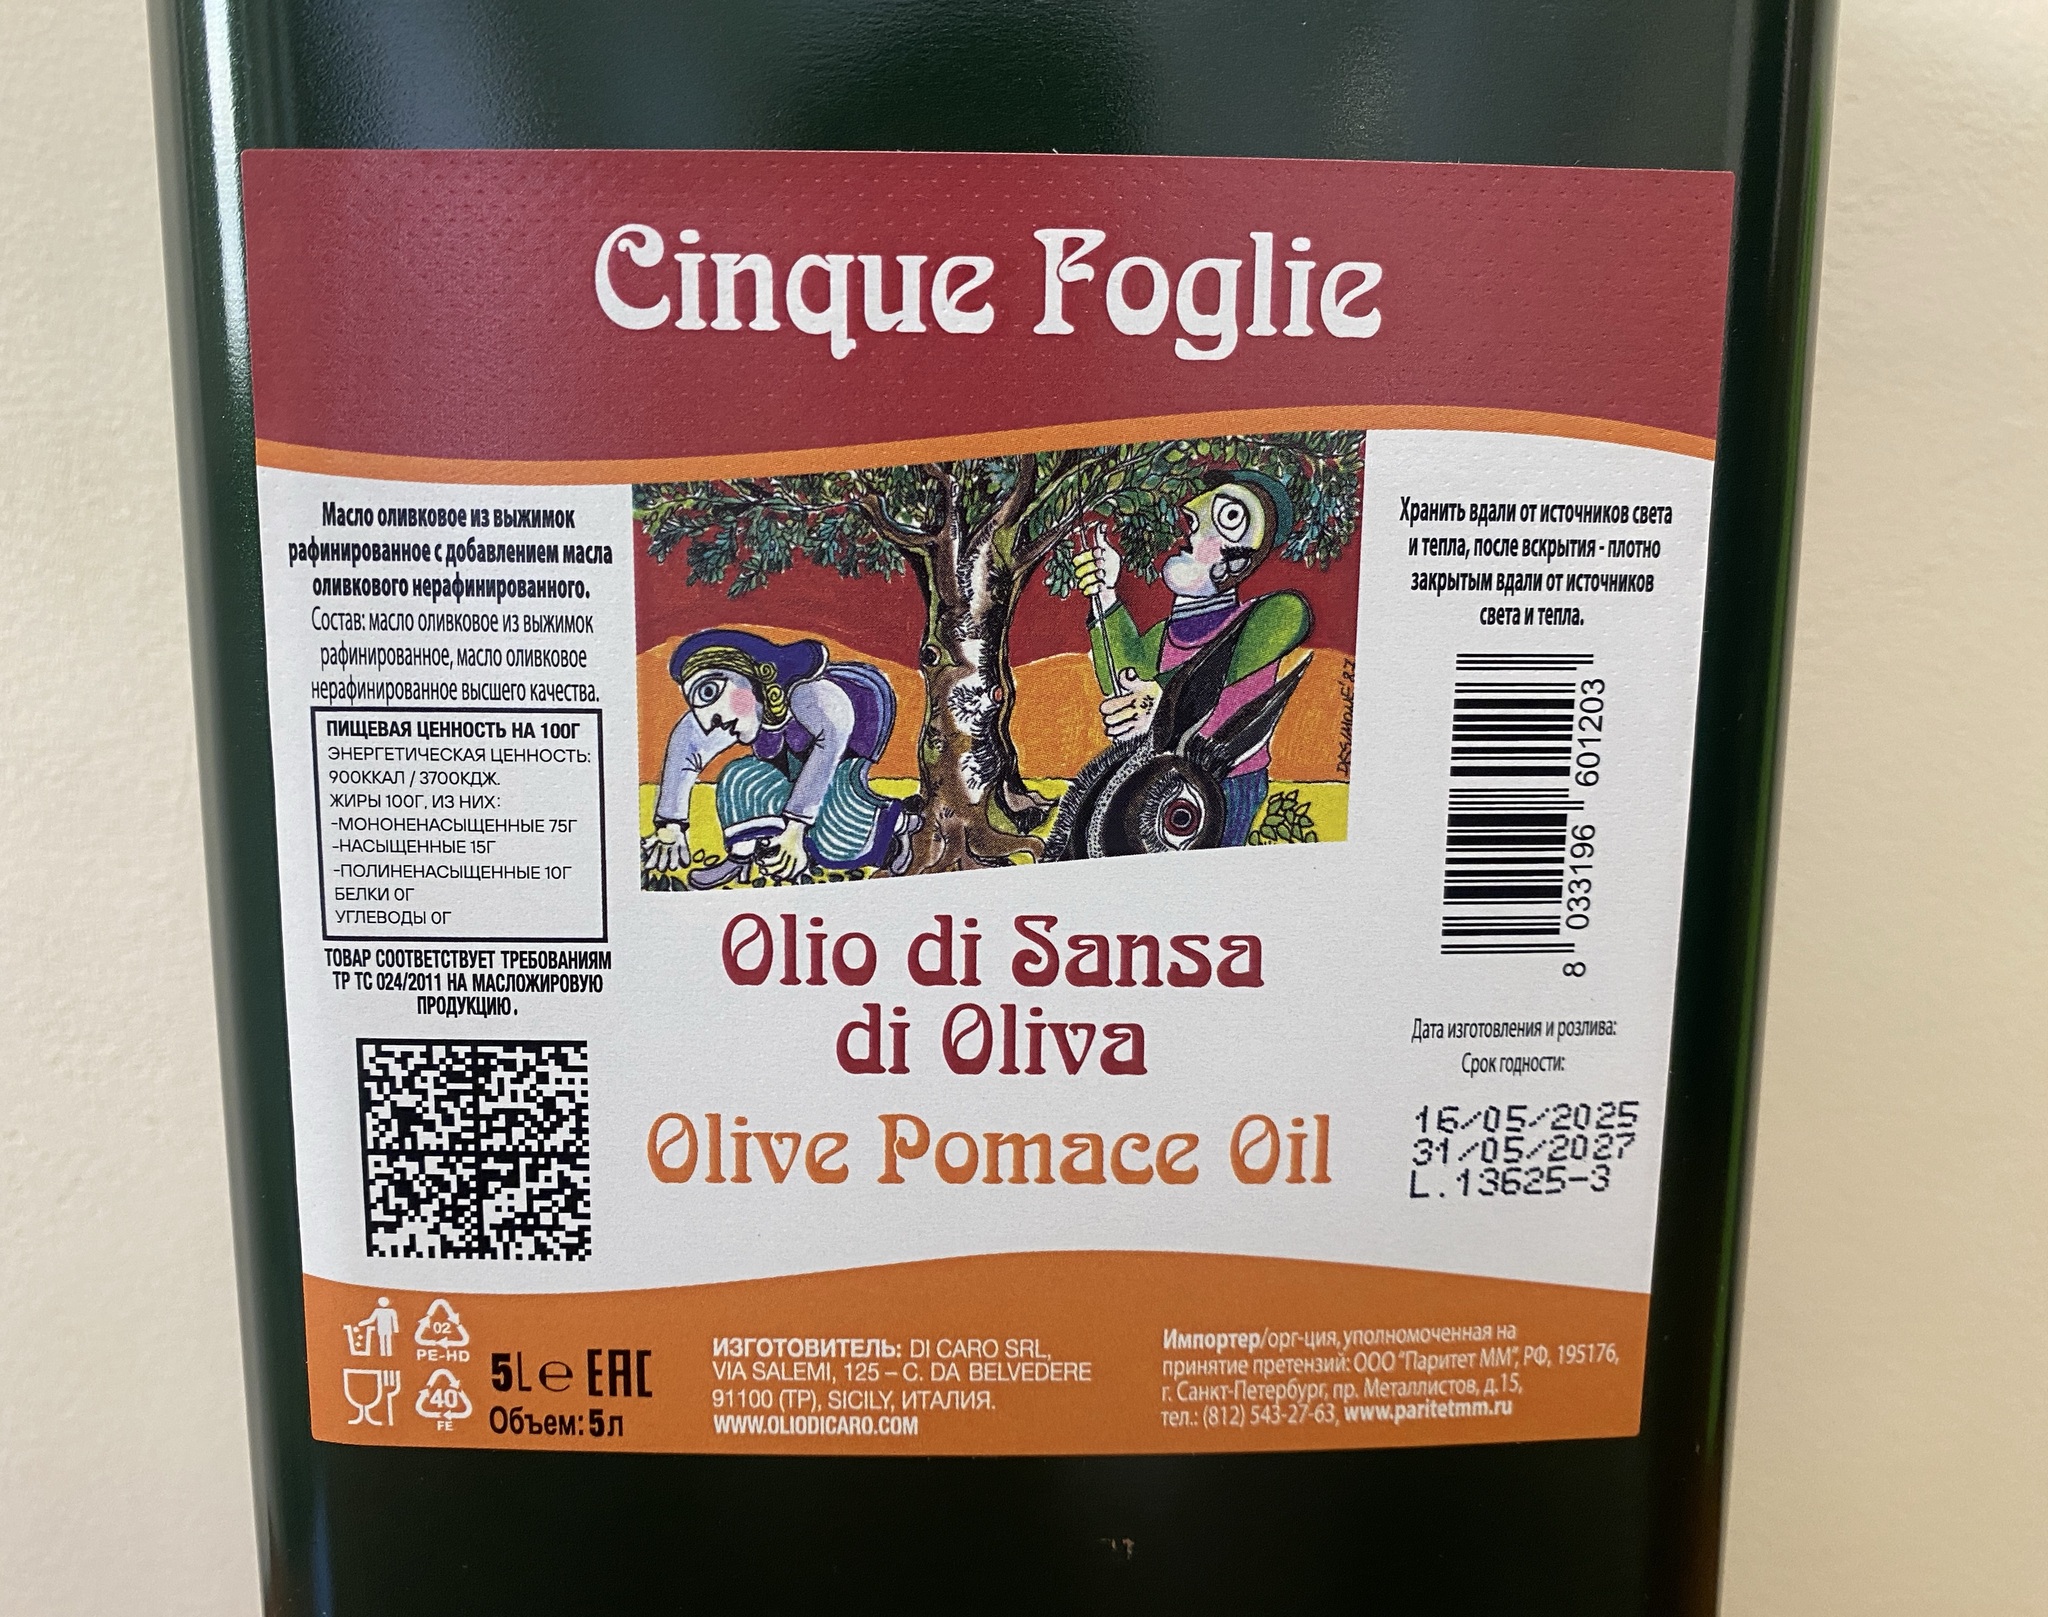 Cinque Foglie
Масло оливковое из выжимок
рафинированное с добавлением масла
оливкового нерафинированного.
Состав: масло оливковое из выжимок
рафинированное, масло оливковое
нерафинированное высшего качества.
ПИЩЕВАЯ ЦЕННОСТЬ НА 100Г
ЭНЕРГЕТИЧЕСКАЯ ЦЕННОСТЬ:
900ККАЛ / 3700КДЖ.
ЖИРЫ 100Г, ИЗ НИХ:
-МОНОНЕНАСЫЩЕННЫЕ 75Г
-НАСЫЩЕННЫЕ 15Г
-ПОЛИНЕНАСЫЩЕННЫЕ 10Г
БЕЛКИ 0Г
УГЛЕВОДЫ 0Г
ТОВАР СООТВЕТСТВУЕТ ТРЕБОВАНИЯМ
ТР ТС 024/2011 НА МАСЛОЖИРОВУЮ
ПРОДУКЦИЮ.
DESIMONE'87
Olio di Sansa
di Oliva
Olive Pomace Oil
Хранить вдали от источников света
и тепла, после вскрытия - плотно
закрытым вдали от источников
света и тепла.
8 033196 601203
Дата изготовления и розлива:
Срок годности:
16/05/2025
31/05/2027
L.13625-3
02
PE-HD
40
FE
5L e EAC
Объем: 5л
ИЗГОТОВИТЕЛЬ: DI CARO SRL,
VIA SALEMI, 125 – C. DA BELVEDERE
91100 (TP), SICILY, ИТАЛИЯ.
WWW.OLIODICARO.COM
Импортер/орг-ция, уполномоченная на
принятие претензий: ООО "Паритет ММ", РФ, 195176,
г. Санкт-Петербург, пр. Металлистов, д.15,
тел.: (812) 543-27-63, www.paritetmm.ru